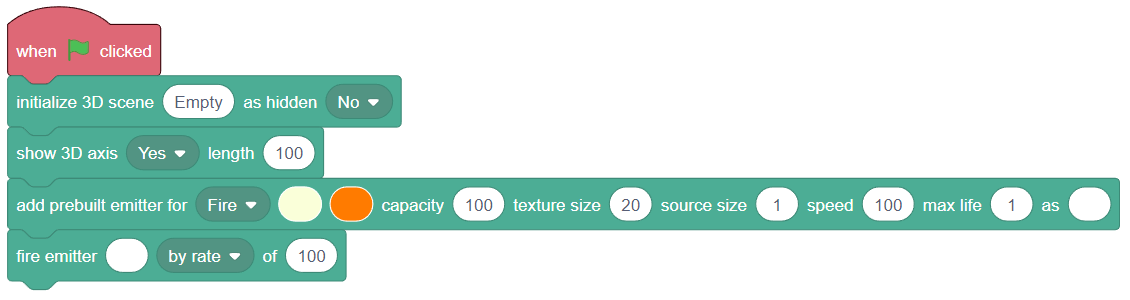 when clicked
initialize 3D scene Empty as hidden No
show 3D axis Yes length 100
add prebuilt emitter for Fire capacity 100 texture size 20 source size 1 speed 100 max life 1 as
fire emitter by rate of 100